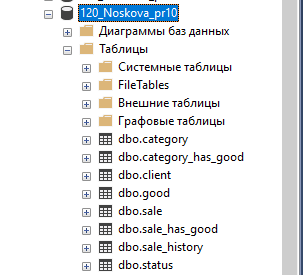 120_Noskova_pr10
Диаграммы баз данных
Таблицы
Системные таблицы
FileTables
Внешние таблицы
Графовые таблицы
dbo.category
dbo.category_has_good
dbo.client
dbo.good
dbo.sale
dbo.sale_has_good
dbo.sale_history
dbo.status